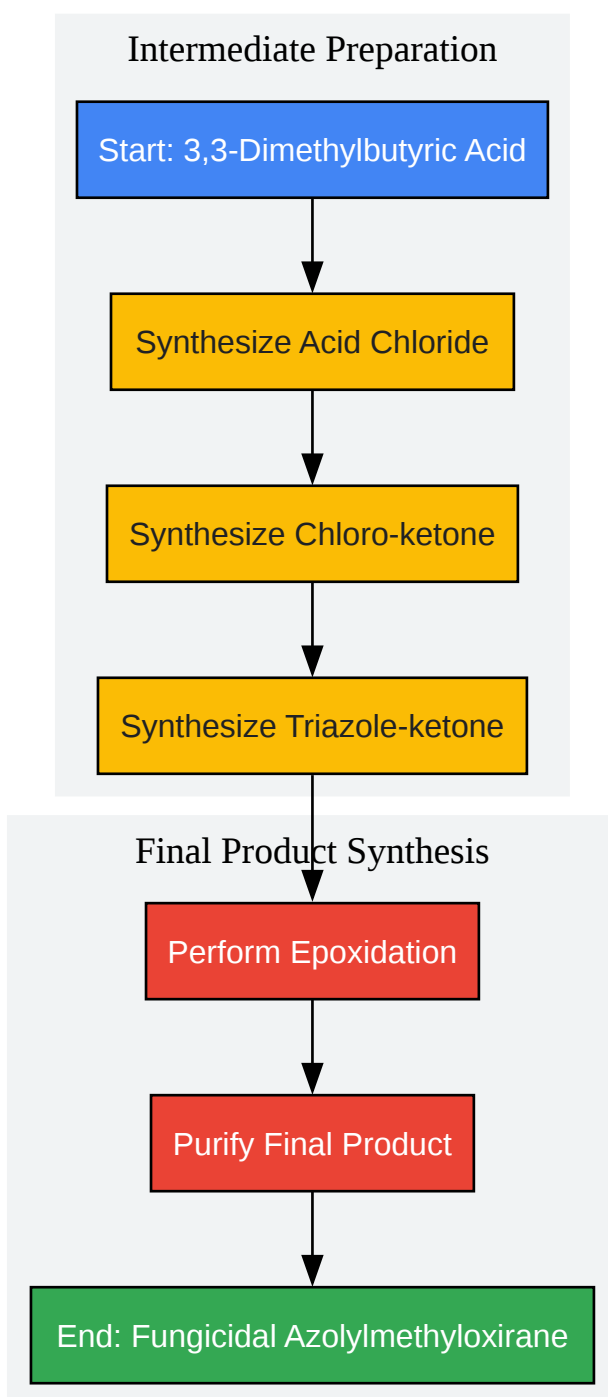 Intermediate Preparation
Start: 3,3-Dimethylbutyric Acid
Synthesize Acid Chloride
Synthesize Chloro-ketone
Synthesize Triazole-ketone
Final Product Synthesis
Perform Epoxidation
Purify Final Product
End: Fungicidal Azolylmethyloxirane